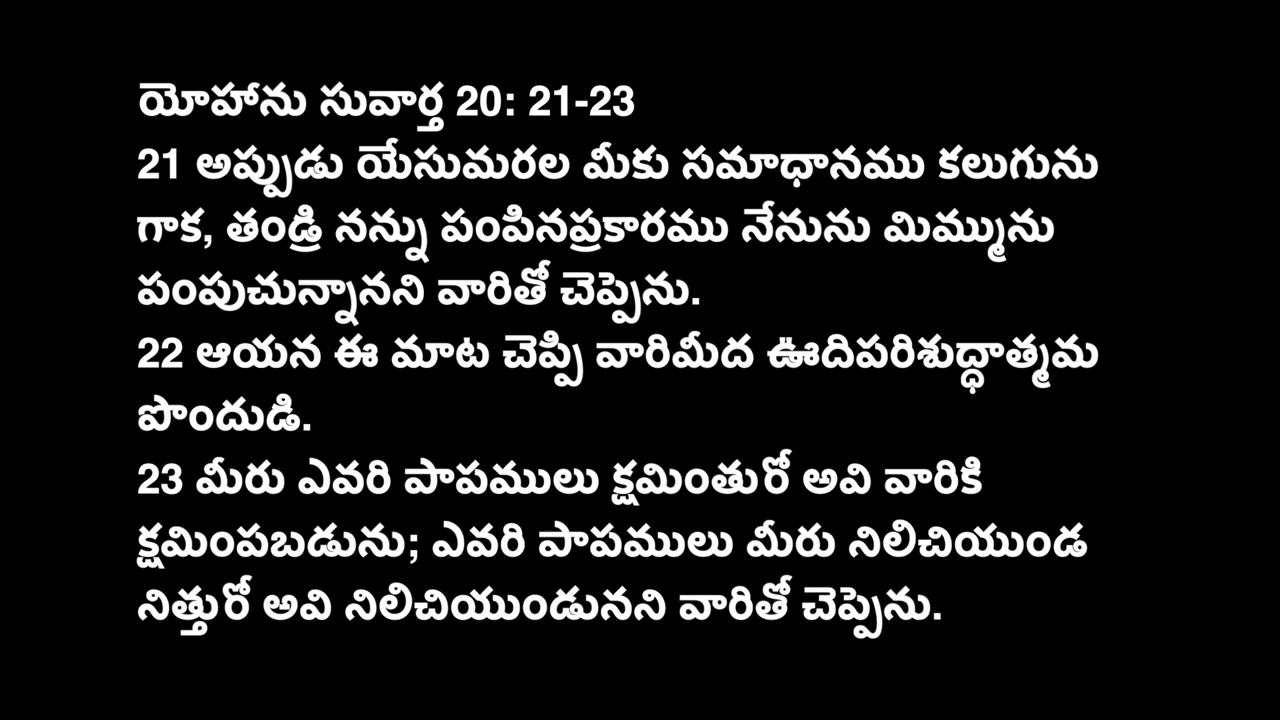 యోహాను సువార్త 20: 21-23
21 అప్పుడు యేసుమరల మీకు సమాధానము కలుగును
గాక, తండ్రి నన్ను పంపినప్రకారము నేనును మిమ్మును
పంపుచున్నానని వారితో చెప్పెను.
22 ఆయన ఈ మాట చెప్పి వారిమీద ఊదిపరిశుద్ధాత్మమ
పొందుడి.
23 మీరు ఎవరి పాపములు క్షమింతురో అవి వారికి
క్షమింపబడును; ఎవరి పాపములు మీరు నిలిచియుండ
నిత్తురో అవి నిలిచియుండునని వారితో చెప్పెను.